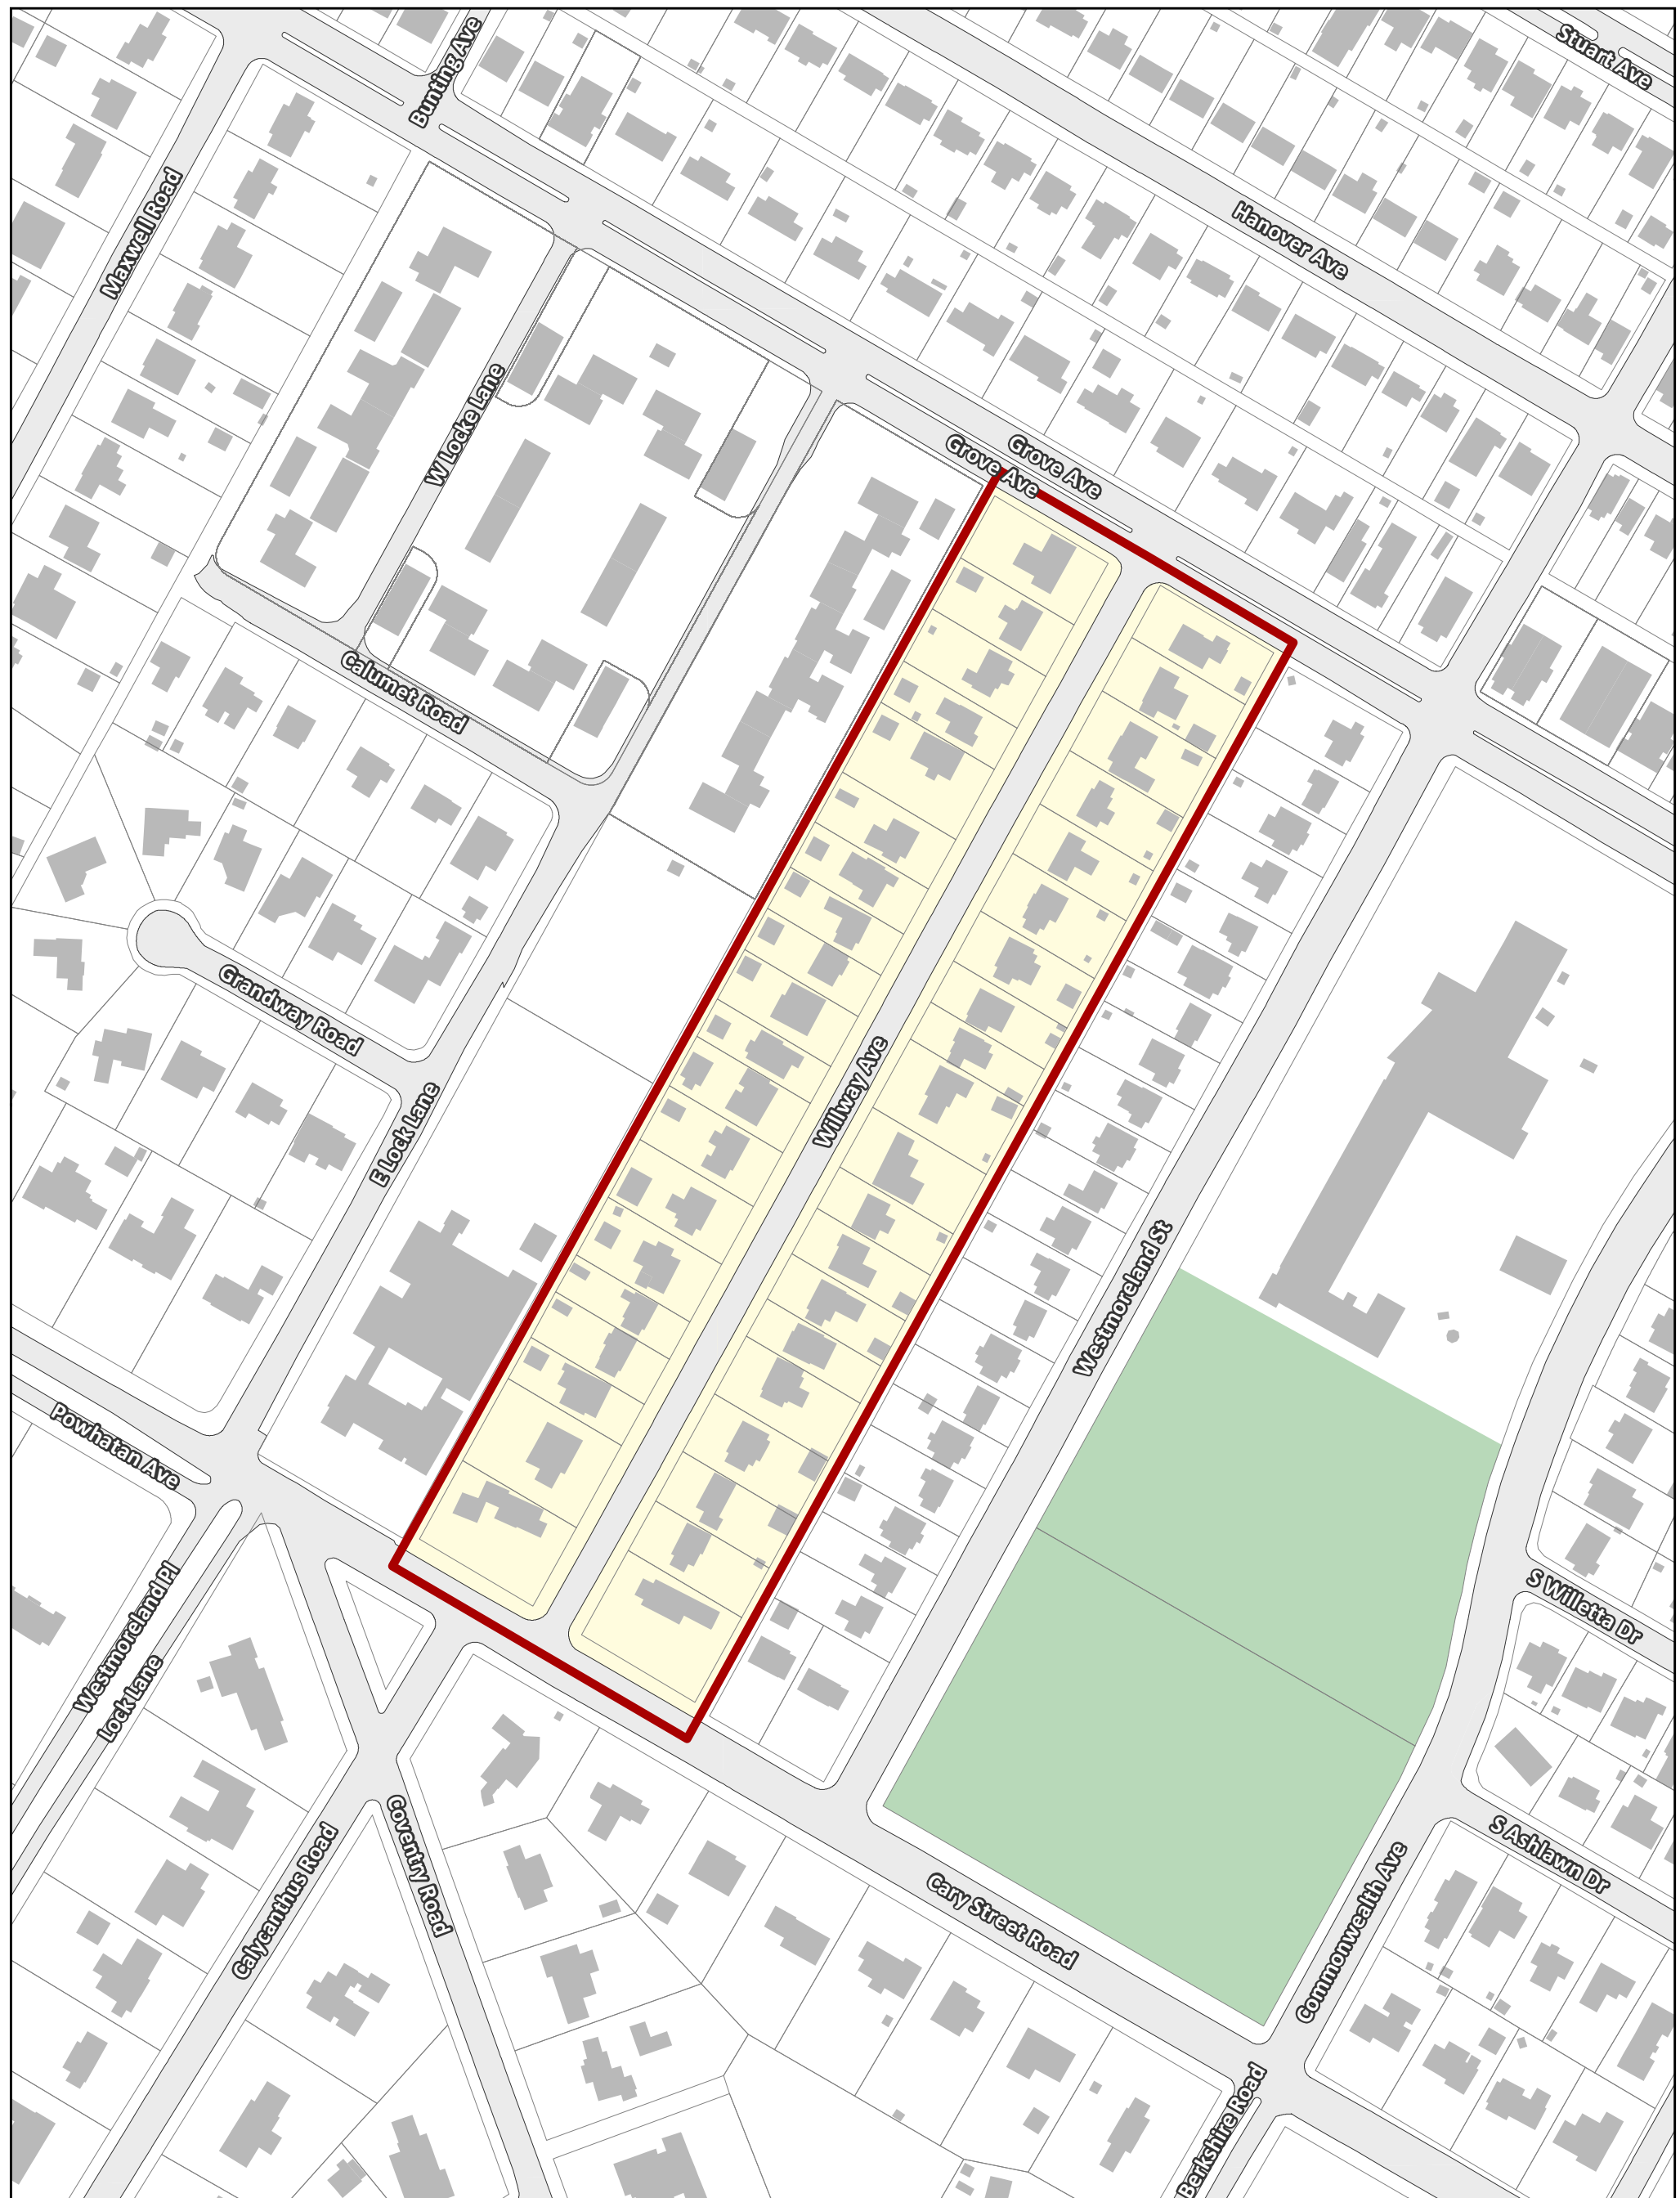 Stuart Ave
Bunting Ave
Hanover Ave
Maxwell Road
W Locke Lane
Grove Ave
Grove Ave
Calumet Road
Grandway Road
Willway Ave
E Lock Lane
Westmoreland St
Powhatan Ave
Westmoreland Pl
Lock Lane
S Willetta Dr
Coventry Road
Calycanthus Road
Cary Street Road
S Ashlawn Dr
Commonwealth Ave
Berkshire Road